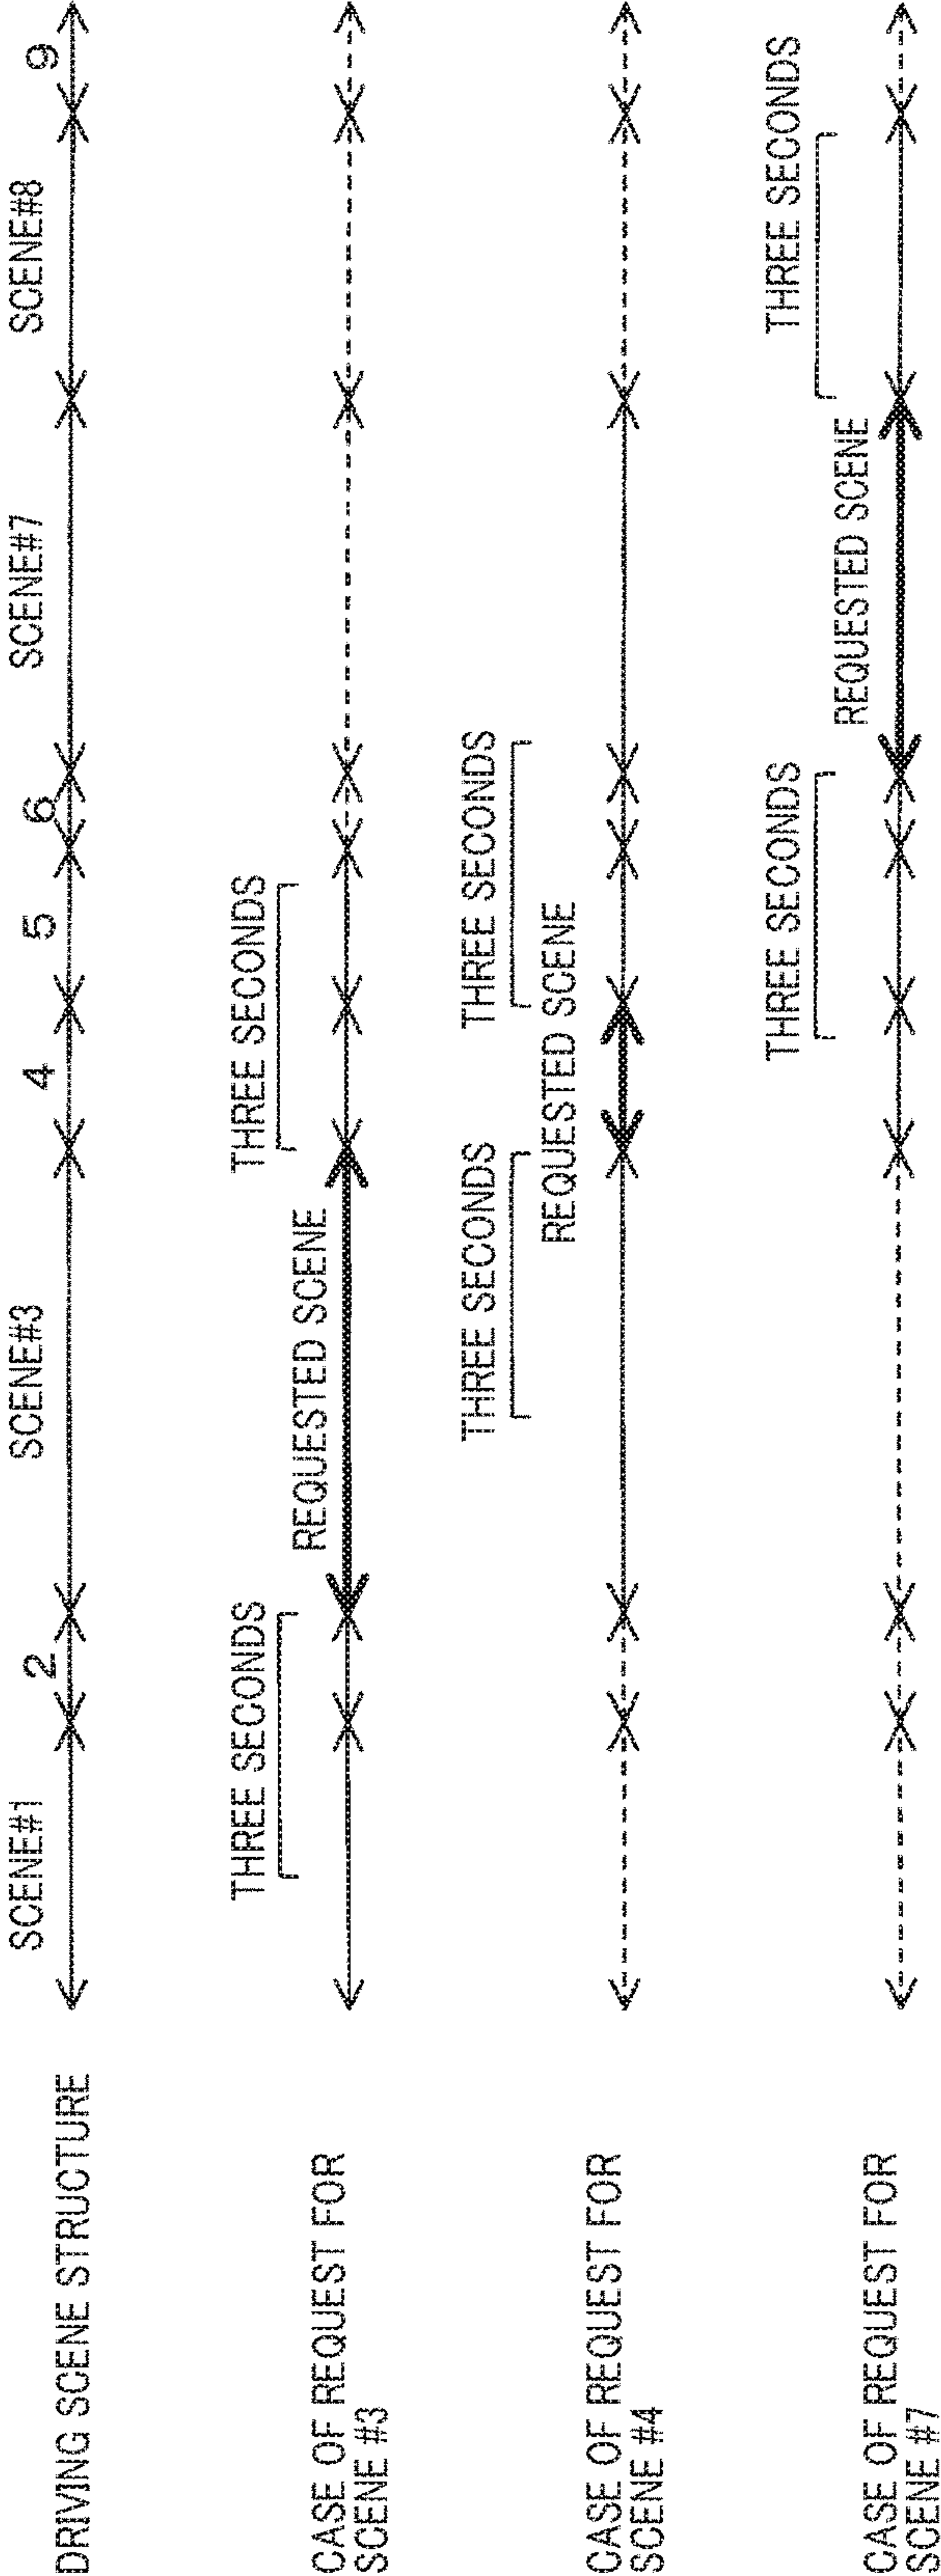 DRIVING SCENE STRUCTURE
SCENE#1
2
SCENE#3
4
5
6
SCENE#7
SCENE#8
9
CASE OF REQUEST FOR
SCENE #3
THREE SECONDS
REQUESTED SCENE
THREE SECONDS
CASE OF REQUEST FOR
SCENE #4
THREE SECONDS
REQUESTED SCENE
THREE SECONDS
CASE OF REQUEST FOR
SCENE #7
THREE SECONDS
REQUESTED SCENE
THREE SECONDS